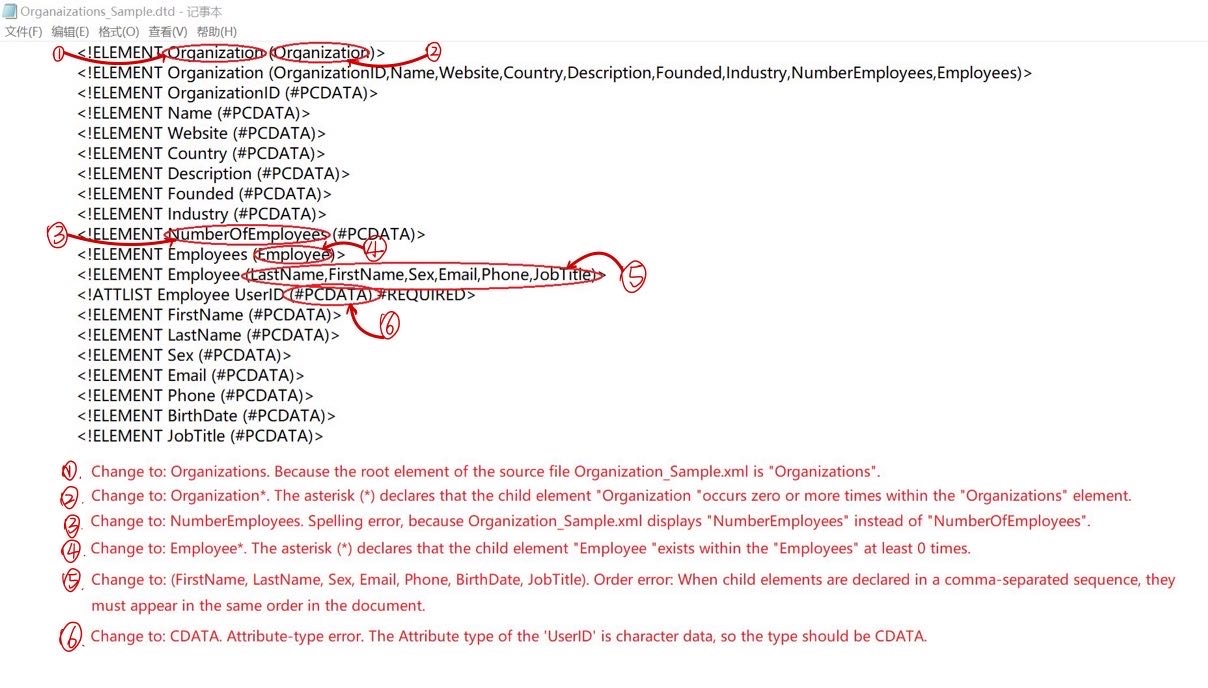 Organaizations_Sample.dtd - 记事本
文件(F) 编辑(E) 格式(O) 查看(V) 帮助(H)
① <!ELEMENT Organization (Organization)> ②
<!ELEMENT Organization (OrganizationID,Name,Website,Country,Description,Founded,Industry,NumberEmployees,Employees)>
<!ELEMENT OrganizationID (#PCDATA)>
<!ELEMENT Name (#PCDATA)>
<!ELEMENT Website (#PCDATA)>
<!ELEMENT Country (#PCDATA)>
<!ELEMENT Description (#PCDATA)>
<!ELEMENT Founded (#PCDATA)>
<!ELEMENT Industry (#PCDATA)>
③ <!ELEMENT NumberOfEmployees (#PCDATA)>
<!ELEMENT Employees (Employee)> ④
<!ELEMENT Employee (LastName,FirstName,Sex,Email,Phone,JobTitle)> ⑤
<!ATTLIST Employee UserID (#PCDATA) #REQUIRED>
<!ELEMENT FirstName (#PCDATA)> ⑥
<!ELEMENT LastName (#PCDATA)>
<!ELEMENT Sex (#PCDATA)>
<!ELEMENT Email (#PCDATA)>
<!ELEMENT Phone (#PCDATA)>
<!ELEMENT BirthDate (#PCDATA)>
<!ELEMENT JobTitle (#PCDATA)>
①. Change to: Organizations. Because the root element of the source file Organization_Sample.xml is "Organizations".
②. Change to: Organization*. The asterisk (*) declares that the child element "Organization "occurs zero or more times within the "Organizations" element.
③. Change to: NumberEmployees. Spelling error, because Organization_Sample.xml displays "NumberEmployees" instead of "NumberOfEmployees".
④. Change to: Employee*. The asterisk (*) declares that the child element "Employee "exists within the "Employees" at least 0 times.
⑤. Change to: (FirstName, LastName, Sex, Email, Phone, BirthDate, JobTitle). Order error: When child elements are declared in a comma-separated sequence, they
must appear in the same order in the document.
⑥. Change to: CDATA. Attribute-type error. The Attribute type of the 'UserID' is character data, so the type should be CDATA.